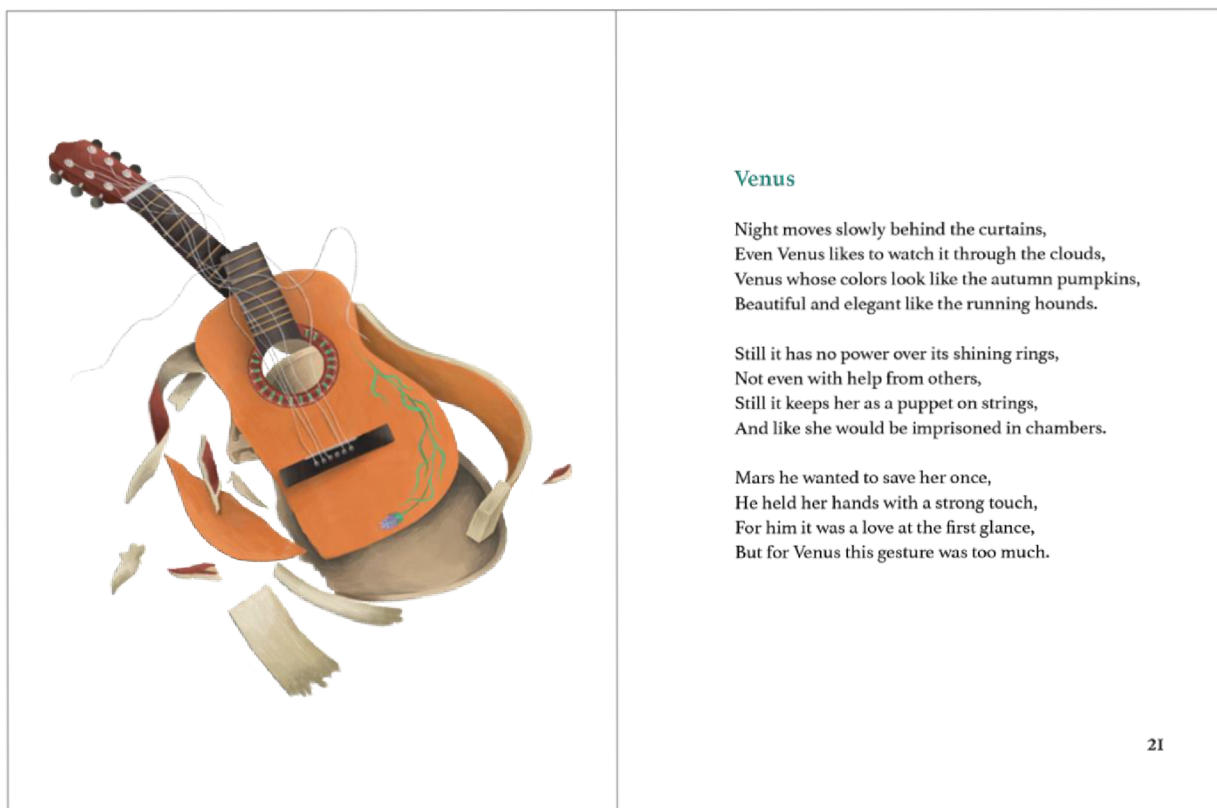 Venus
Night moves slowly behind the curtains,
Even Venus likes to watch it through the clouds,
Venus whose colors look like the autumn pumpkins,
Beautiful and elegant like the running hounds.
Still it has no power over its shining rings,
Not even with help from others,
Still it keeps her as a puppet on strings,
And like she would be imprisoned in chambers.
Mars he wanted to save her once,
He held her hands with a strong touch,
For him it was a love at the first glance,
But for Venus this gesture was too much.
21